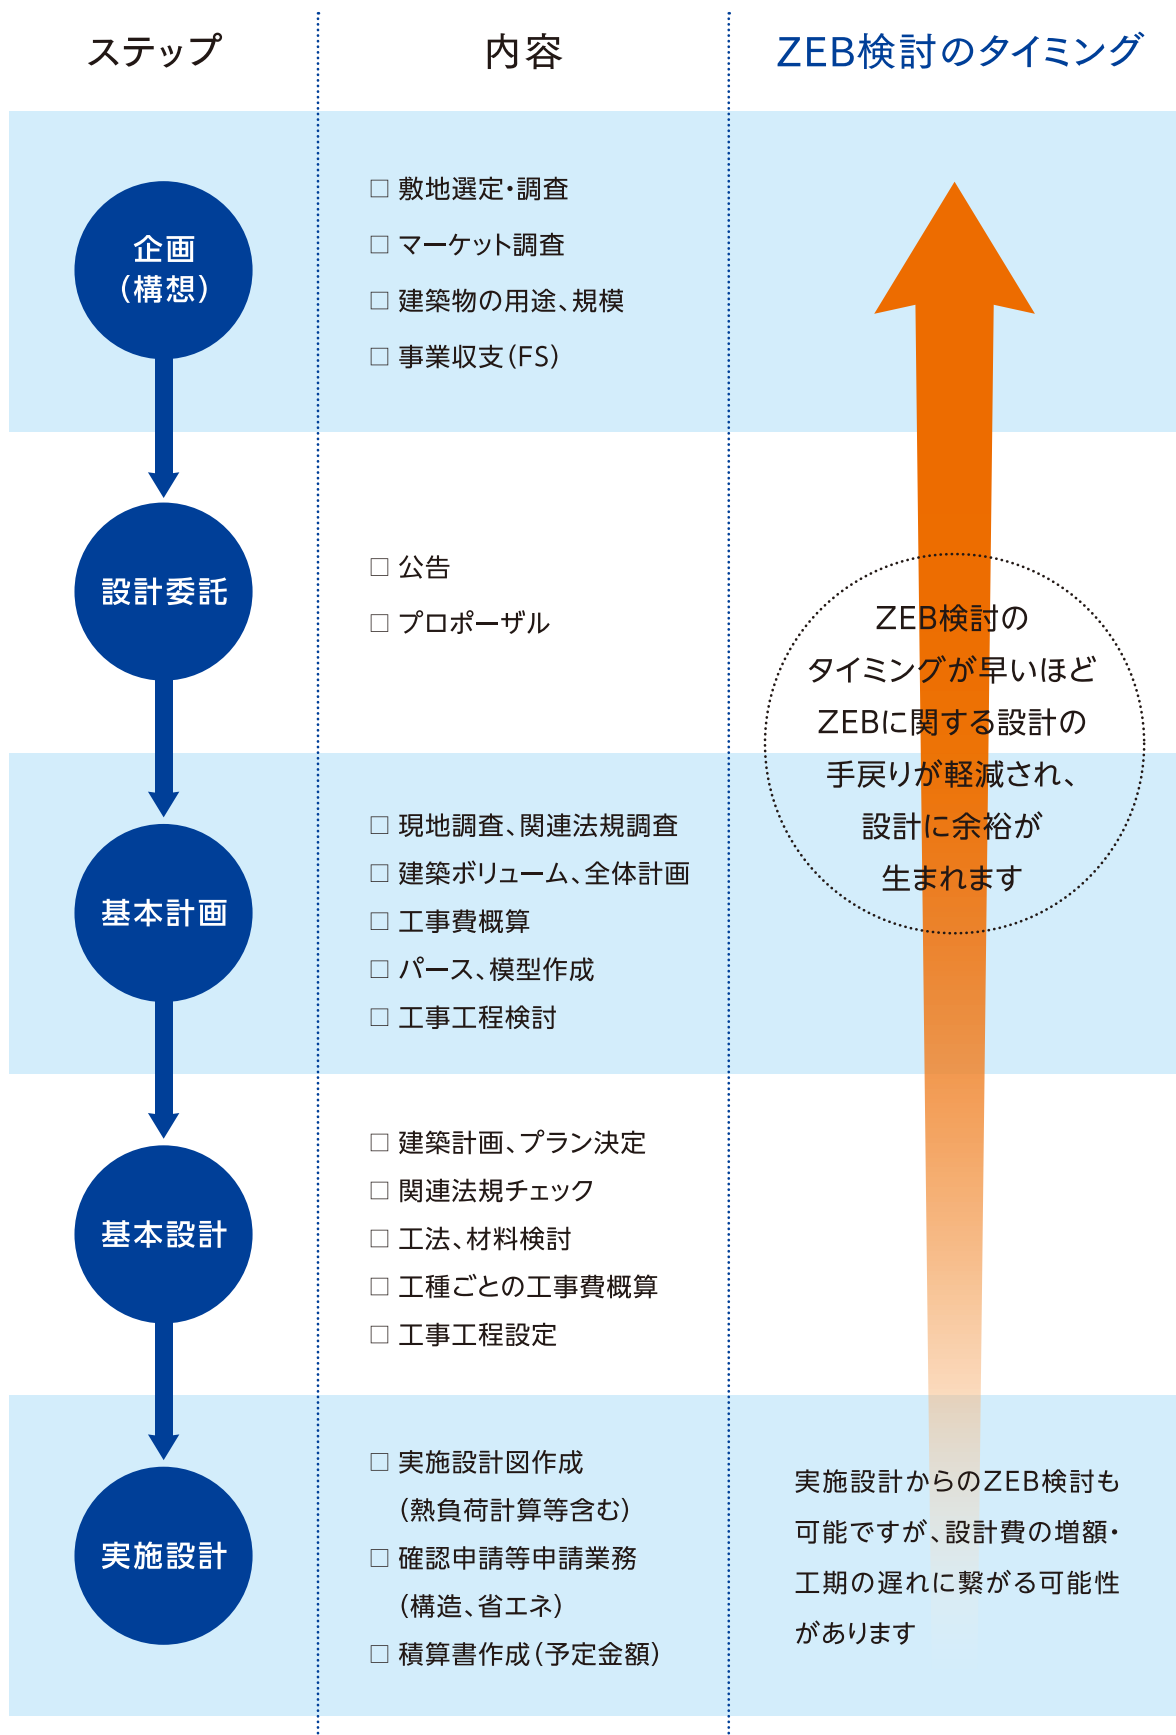 ステップ
内容
ZEB検討のタイミング
企画
（構想）
□ 敷地選定・調査
□ マーケット調査
□ 建築物の用途、規模
□ 事業収支（FS）
設計委託
□ 公告
□ プロポーザル
ZEB検討の
タイミングが早いほど
ZEBに関する設計の
手戻りが軽減され、
設計に余裕が
生まれます
基本計画
□ 現地調査、関連法規調査
□ 建築ボリューム、全体計画
□ 工事費概算
□ パース、模型作成
□ 工事工程検討
基本設計
□ 建築計画、プラン決定
□ 関連法規チェック
□ 工法、材料検討
□ 工種ごとの工事費概算
□ 工事工程設定
実施設計
□ 実施設計図作成
（熱負荷計算等含む）
□ 確認申請等申請業務
（構造、省エネ）
□ 積算書作成（予定金額）
実施設計からのZEB検討も
可能ですが、設計費の増額・
工期の遅れに繋がる可能性
があります